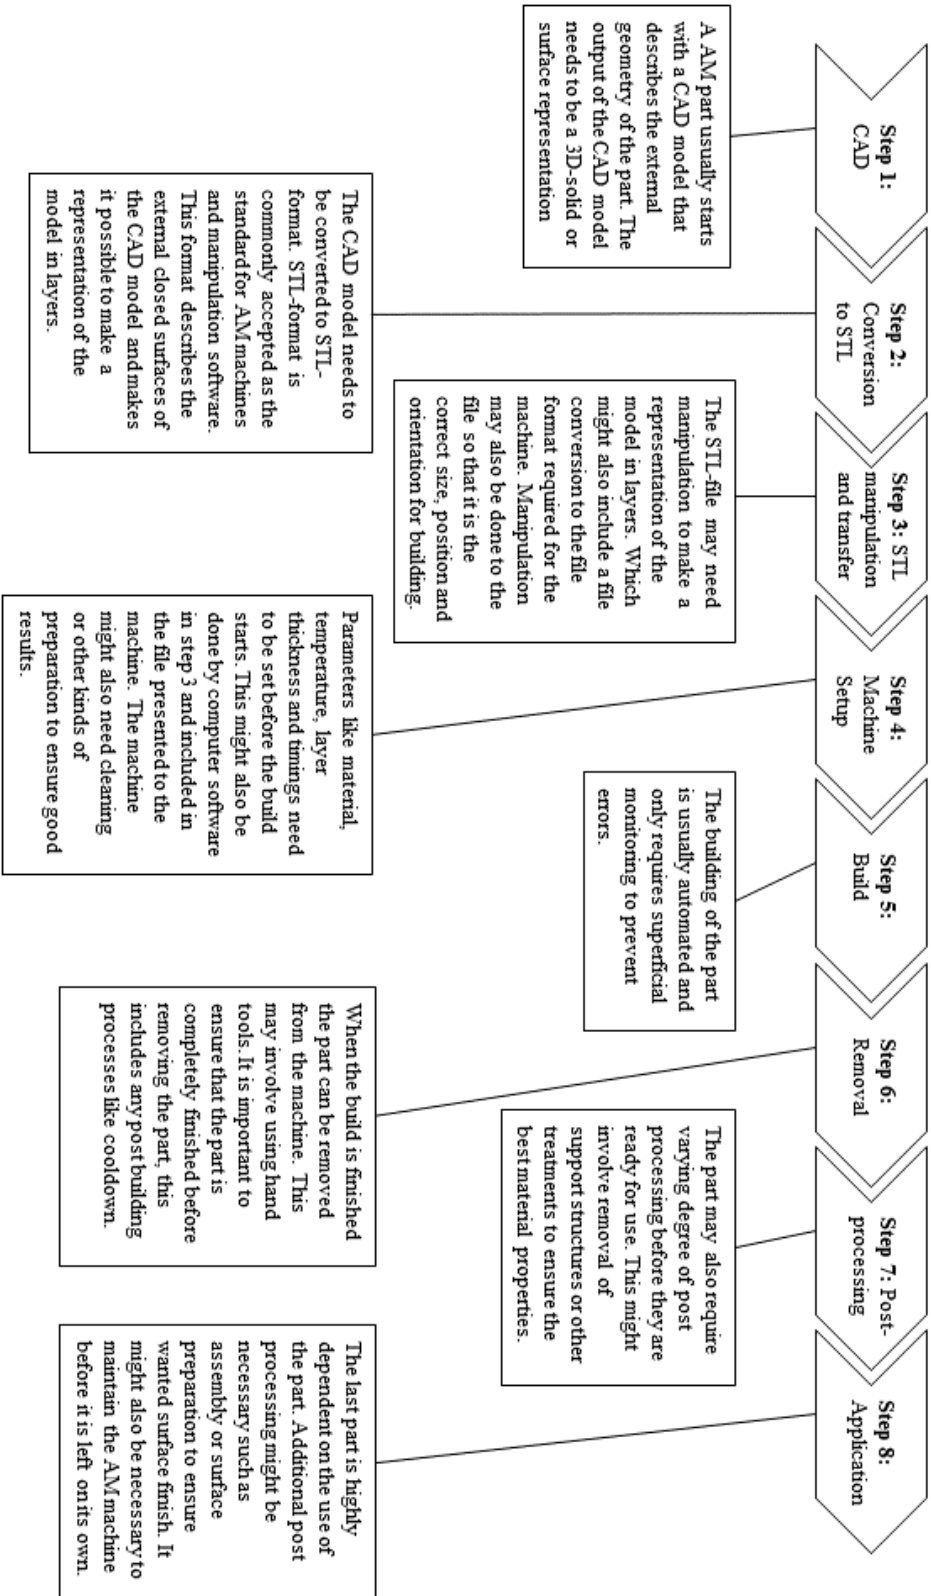 Step 1:
CAD
Step 2:
Conversion
to STL
Step 3: STL
manipulation
and transfer
Step 4:
Machine
Setup
Step 5:
Build
Step 6:
Removal
Step 7: Post-
processing
Step 8:
Application
A AM part usually starts
with a CAD model that
describes the external
geometry of the part. The
output of the CAD model
needs to be a 3D-solid or
surface representation
The CAD model needs to
be converted to STL-
format. STL-format is
commonly accepted as the
standard for AM machines
and manipulation software.
This format describes the
external closed surfaces of
the CAD model and makes
it possible to make a
representation of the
model in layers.
The STL-file may need
manipulation to make a
representation of the
model in layers. Which
might also include a file
conversion to the file
format required for the
machine. Manipulation
may also be done to the
file so that it is the
correct size, position and
orientation for building.
Parameters like material,
temperature, layer
thickness and timings need
to be set before the build
starts. This might also be
done by computer software
in step 3 and included in
the file presented to the
machine. The machine
might also need cleaning
or other kinds of
preparation to ensure good
results.
The building of the part
is usually automated and
only requires superficial
monitoring to prevent
errors.
When the build is finished
the part can be removed
from the machine. This
may involve using hand
tools. It is important to
ensure that the part is
completely finished before
removing the part, this
includes any post building
processes like cooldown.
The part may also require
varying degree of post
processing before they are
ready for use. This might
involve removal of
support structures or other
treatments to ensure the
best material properties.
The last part is highly
dependent on the use of
the part. Additional post
processing might be
necessary such as
assembly or surface
preparation to ensure
wanted surface finish. It
might also be necessary to
maintain the AM machine
before it is left on its own.